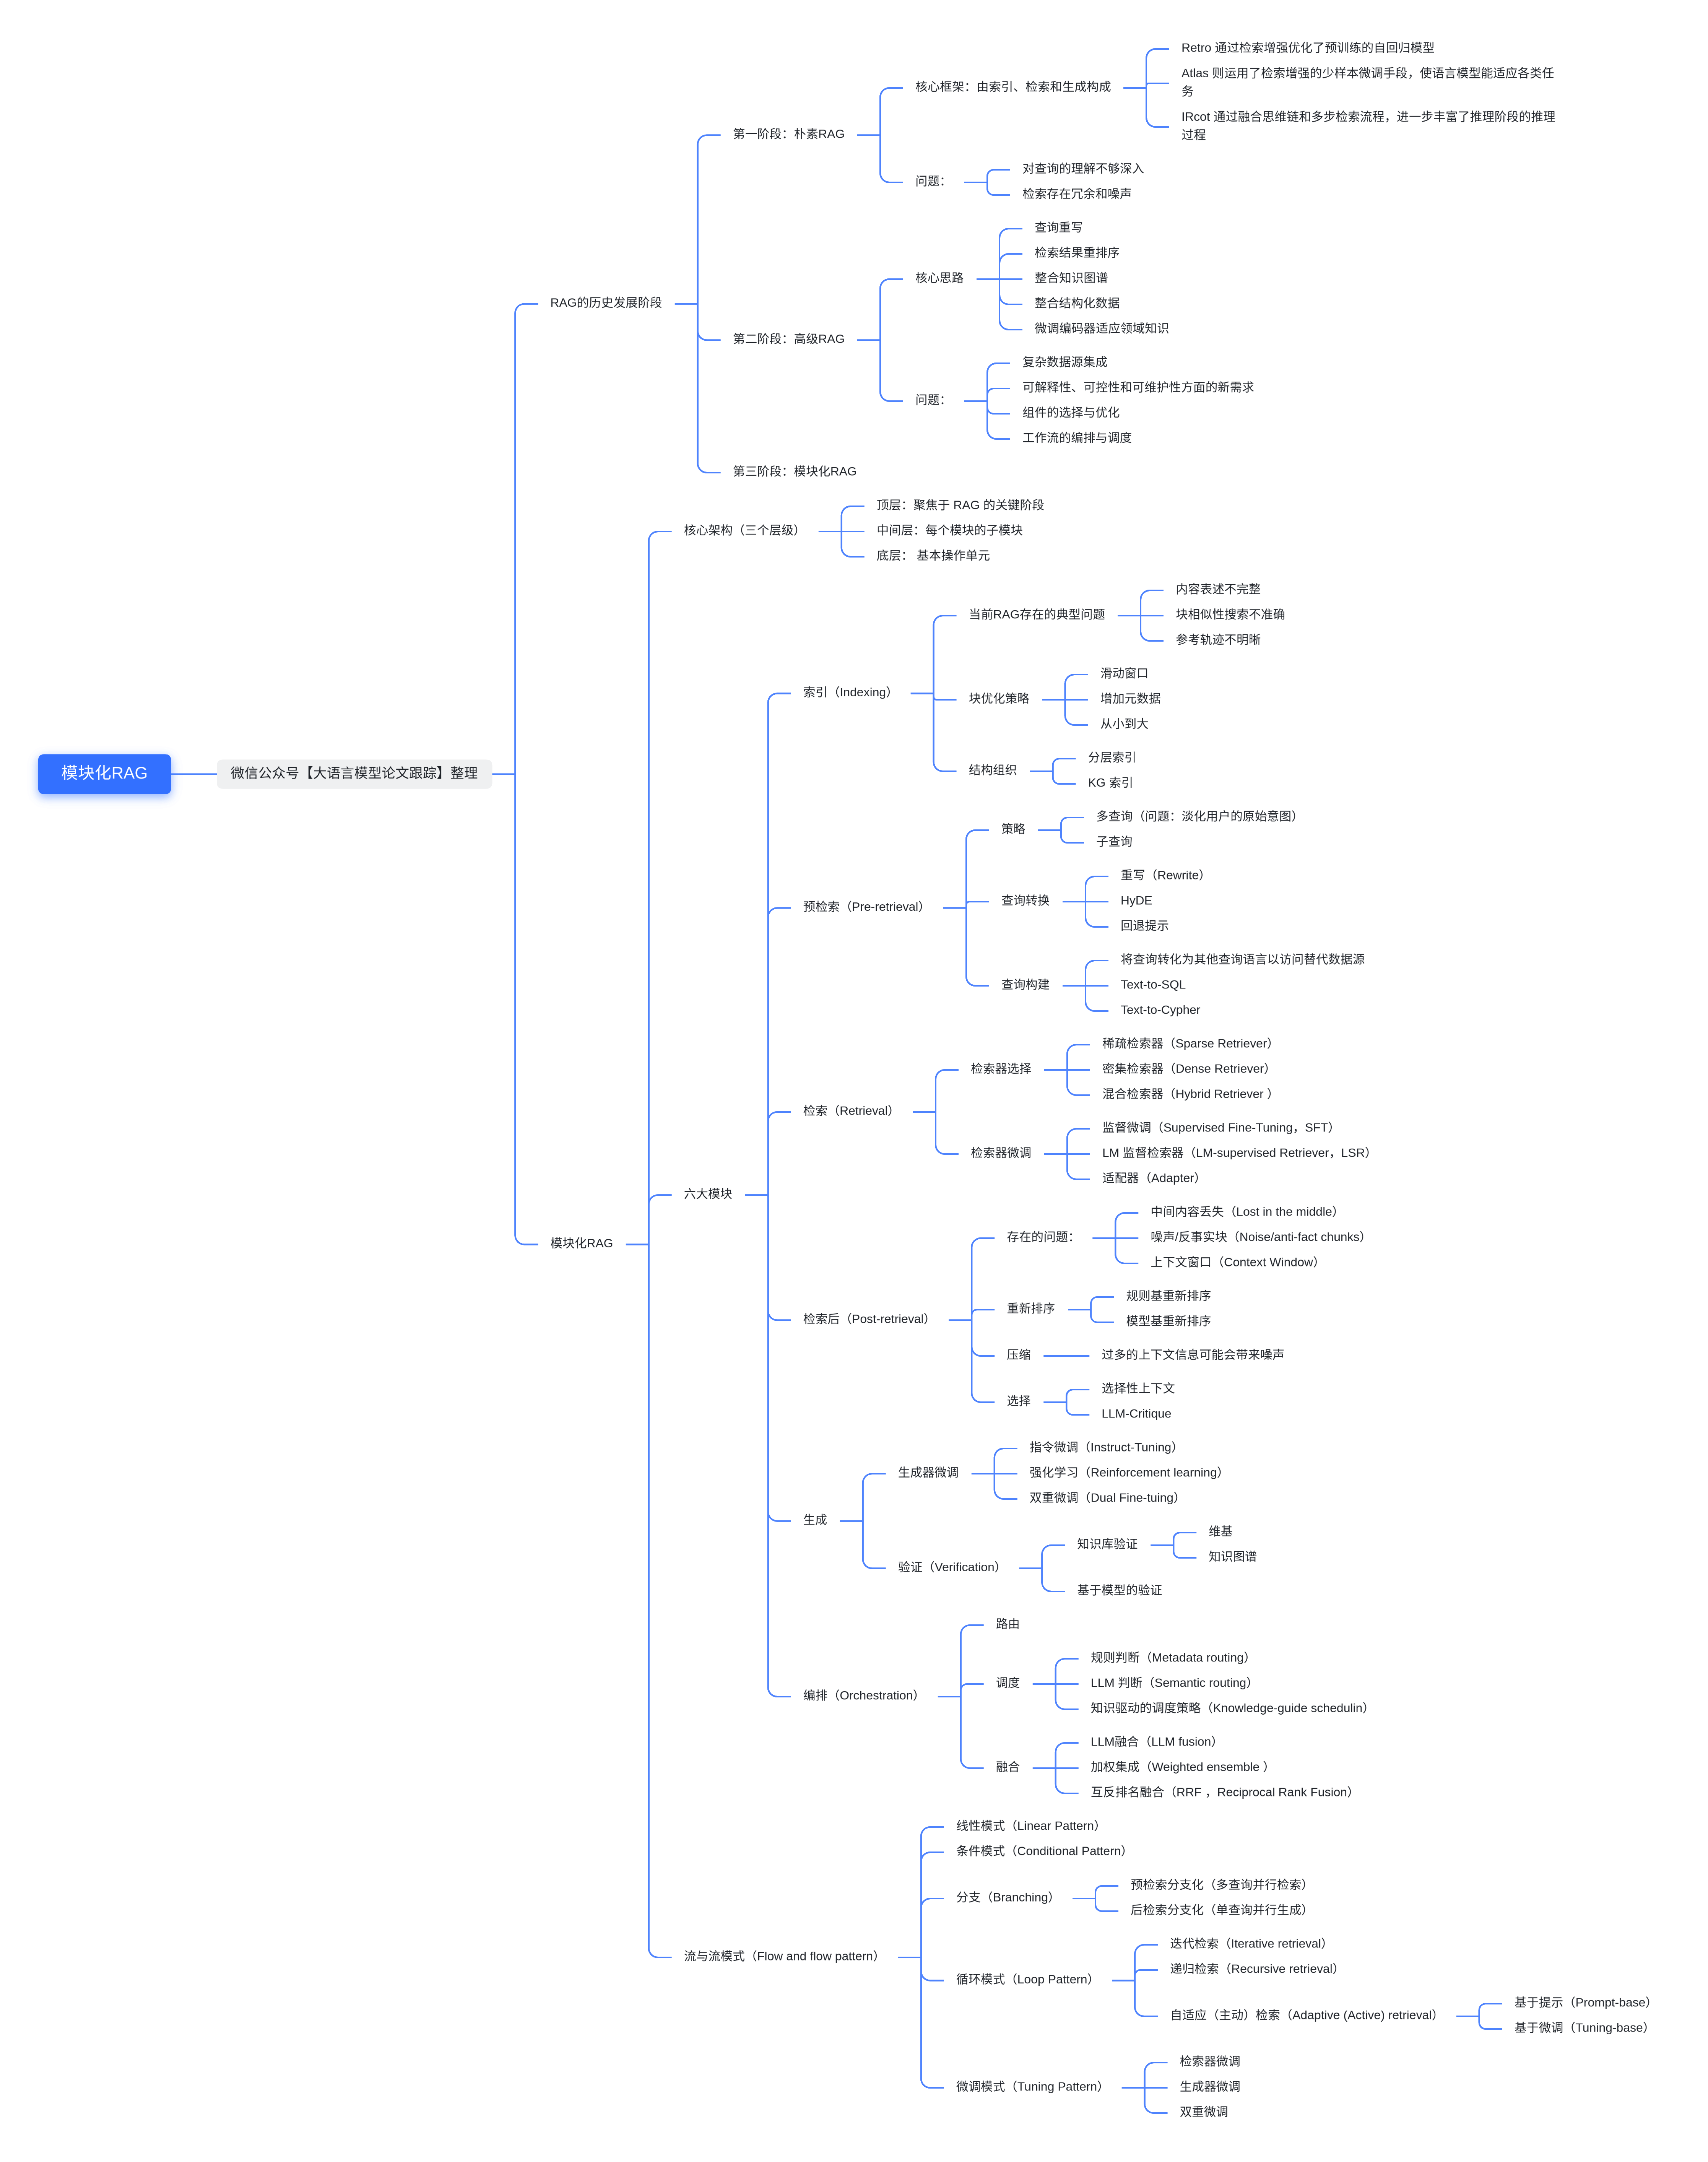 模块化RAG
微信公众号【大语言模型论文跟踪】整理
RAG的历史发展阶段
第一阶段：朴素RAG
核心框架：由索引、检索和生成构成
Retro 通过检索增强优化了预训练的自回归模型
Atlas 则运用了检索增强的少样本微调手段，使语言模型能适应各类任
务
IRcot 通过融合思维链和多步检索流程，进一步丰富了推理阶段的推理
过程
问题：
对查询的理解不够深入
检索存在冗余和噪声
第二阶段：高级RAG
核心思路
查询重写
检索结果重排序
整合知识图谱
整合结构化数据
微调编码器适应领域知识
问题：
复杂数据源集成
可解释性、可控性和可维护性方面的新需求
组件的选择与优化
工作流的编排与调度
第三阶段：模块化RAG
模块化RAG
核心架构（三个层级）
顶层：聚焦于 RAG 的关键阶段
中间层：每个模块的子模块
底层： 基本操作单元
六大模块
索引（Indexing）
当前RAG存在的典型问题
内容表述不完整
块相似性搜索不准确
参考轨迹不明晰
块优化策略
滑动窗口
增加元数据
从小到大
结构组织
分层索引
KG 索引
预检索（Pre-retrieval）
策略
多查询（问题：淡化用户的原始意图）
子查询
查询转换
重写（Rewrite）
HyDE
回退提示
查询构建
将查询转化为其他查询语言以访问替代数据源
Text-to-SQL
Text-to-Cypher
检索（Retrieval）
检索器选择
稀疏检索器（Sparse Retriever）
密集检索器（Dense Retriever）
混合检索器（Hybrid Retriever ）
检索器微调
监督微调（Supervised Fine-Tuning，SFT）
LM 监督检索器（LM-supervised Retriever，LSR）
适配器（Adapter）
检索后（Post-retrieval）
存在的问题：
中间内容丢失（Lost in the middle）
噪声/反事实块（Noise/anti-fact chunks）
上下文窗口（Context Window）
重新排序
规则基重新排序
模型基重新排序
压缩
过多的上下文信息可能会带来噪声
选择
选择性上下文
LLM-Critique
生成
生成器微调
指令微调（Instruct-Tuning）
强化学习（Reinforcement learning）
双重微调（Dual Fine-tuing）
验证（Verification）
知识库验证
维基
知识图谱
基于模型的验证
编排（Orchestration）
路由
调度
规则判断（Metadata routing）
LLM 判断（Semantic routing）
知识驱动的调度策略（Knowledge-guide schedulin）
融合
LLM融合（LLM fusion）
加权集成（Weighted ensemble ）
互反排名融合（RRF ，Reciprocal Rank Fusion）
流与流模式（Flow and flow pattern）
线性模式（Linear Pattern）
条件模式（Conditional Pattern）
分支（Branching）
预检索分支化（多查询并行检索）
后检索分支化（单查询并行生成）
循环模式（Loop Pattern）
迭代检索（Iterative retrieval）
递归检索（Recursive retrieval）
自适应（主动）检索（Adaptive (Active) retrieval）
基于提示（Prompt-base）
基于微调（Tuning-base）
微调模式（Tuning Pattern）
检索器微调
生成器微调
双重微调